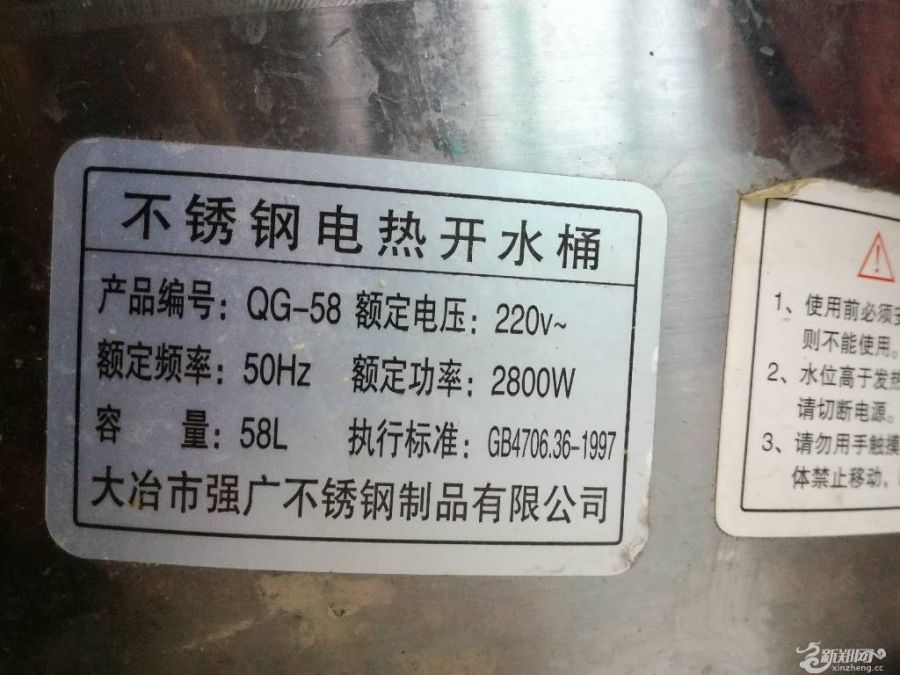 不锈钢电热开水桶
产品编号：QG-58 额定电压：220v~
额定频率：50Hz 额定功率：2800W
容 量：58L 执行标准：GB4706.36-1997
大冶市强广不锈钢制品有限公司
1、使用前必须安
则不能使用。
2、水位高于发热
请切断电源。
3、请勿用手触摸
体禁止移动，
新郑网
xinzheng.cc